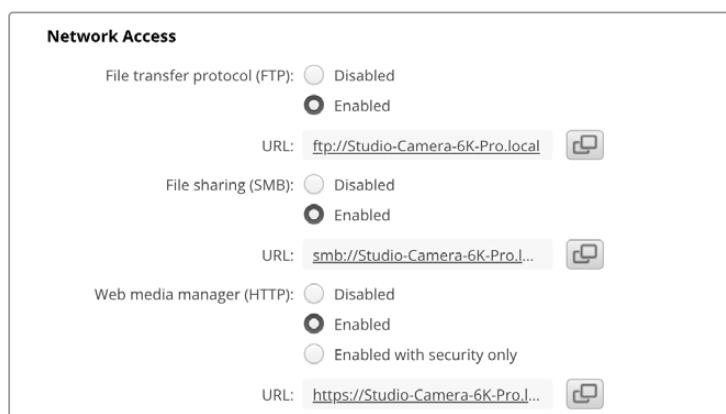 Network Access
File transfer protocol (FTP): Disabled
Enabled
URL: ftp://Studio-Camera-6K-Pro.local
File sharing (SMB): Disabled
Enabled
URL: smb://Studio-Camera-6K-Pro.l...
Web media manager (HTTP): Disabled
Enabled
Enabled with security only
URL: https://Studio-Camera-6K-Pro.l...